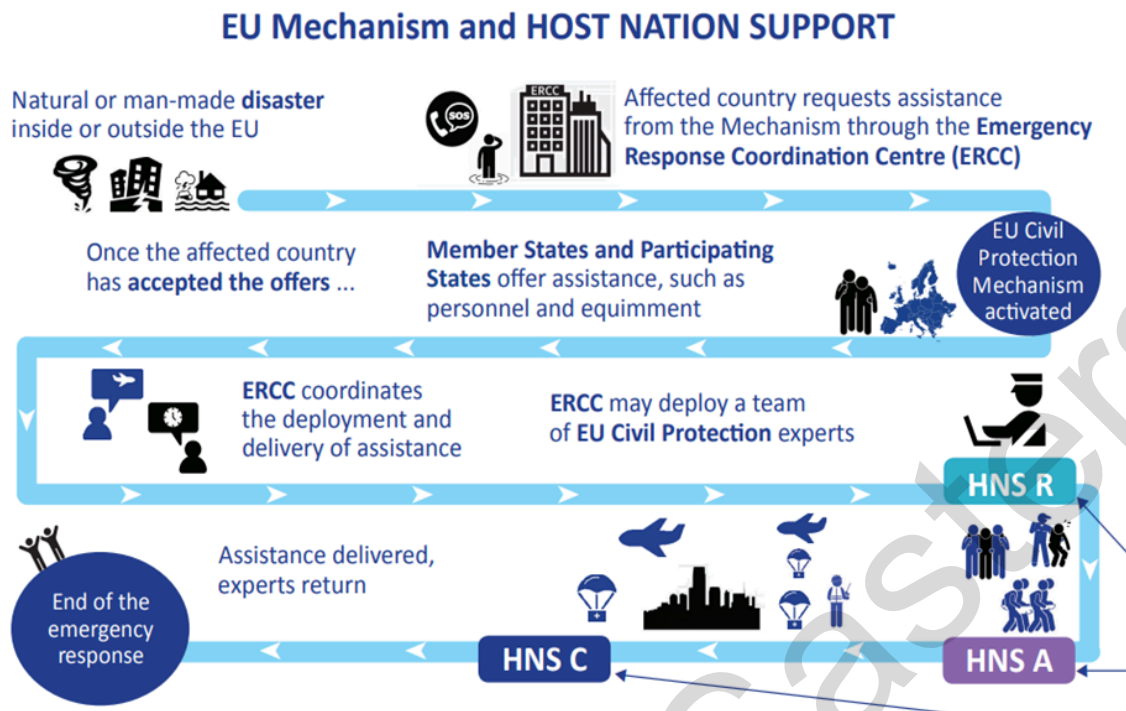 EU Mechanism and HOST NATION SUPPORT
Natural or man-made disaster
inside or outside the EU
SOS
ERCC
Affected country requests assistance
from the Mechanism through the Emergency
Response Coordination Centre (ERCC)
Once the affected country
has accepted the offers ...
Member States and Participating
States offer assistance, such as
personnel and equimment
EU Civil
Protection
Mechanism
activated
ERCC coordinates
the deployment and
delivery of assistance
ERCC may deploy a team
of EU Civil Protection experts
HNS R
Assistance delivered,
experts return
End of the
emergency
response
HNS C
HNS A